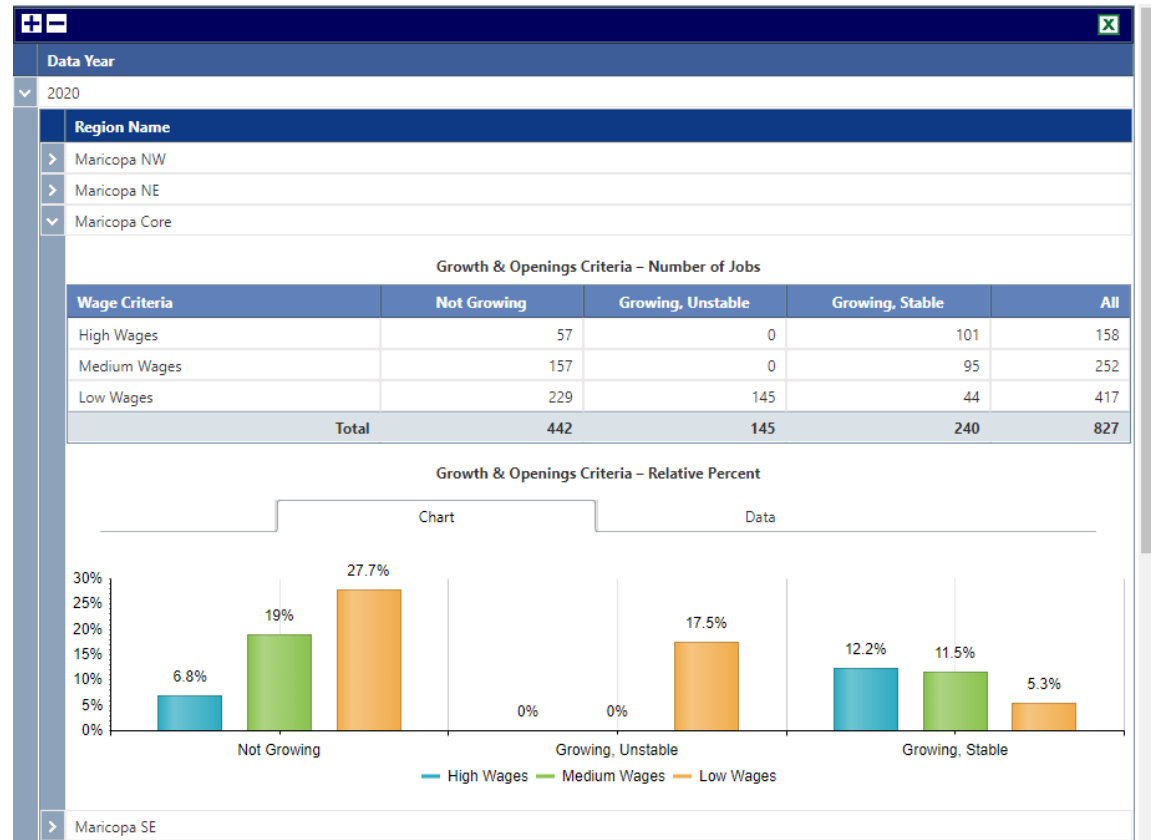 Data Year
2020
Region Name
Maricopa NW
Maricopa NE
Maricopa Core
Growth & Openings Criteria – Number of Jobs
Wage Criteria Not Growing Growing, Unstable Growing, Stable All
High Wages 57 0 101 158
Medium Wages 157 0 95 252
Low Wages 229 145 44 417
Total 442 145 240 827
Growth & Openings Criteria – Relative Percent
Chart Data
30%
25%
20%
15%
10%
5%
0%
6.8% 19% 27.7% 0% 0% 17.5% 12.2% 11.5% 5.3%
Not Growing Growing, Unstable Growing, Stable
High Wages Medium Wages Low Wages
Maricopa SE